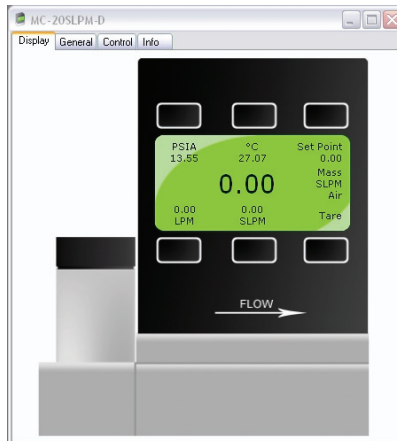 MC-20SLPM-D
Display General Control Info
PSIA °C Set Point
13.55 27.07 0.00
0.00
Mass
SLPM
Air
0.00 0.00
LPM SLPM
Tare
FLOW